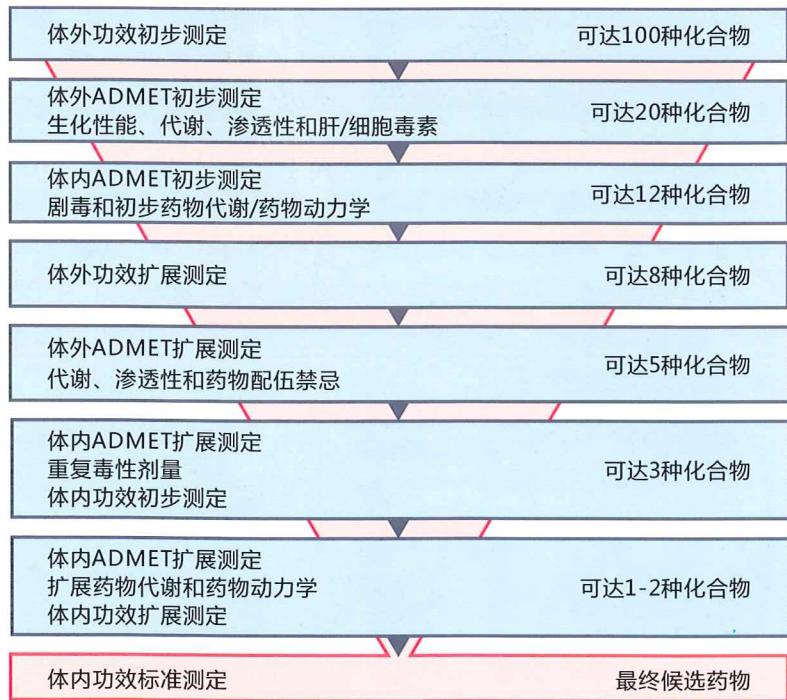 体外功效初步测定 可达100种化合物
体外ADMET初步测定
生化性能、代谢、渗透性和肝/细胞毒素
可达20种化合物
体内ADMET初步测定
剧毒和初步药物代谢/药物动力学
可达12种化合物
体外功效扩展测定 可达8种化合物
体外ADMET扩展测定
代谢、渗透性和药物配伍禁忌
可达5种化合物
体内ADMET扩展测定
重复毒性剂量
体内功效初步测定
可达3种化合物
体内ADMET扩展测定
扩展药物代谢和药物动力学
体内功效扩展测定
可达1-2种化合物
体内功效标准测定 最终候选药物